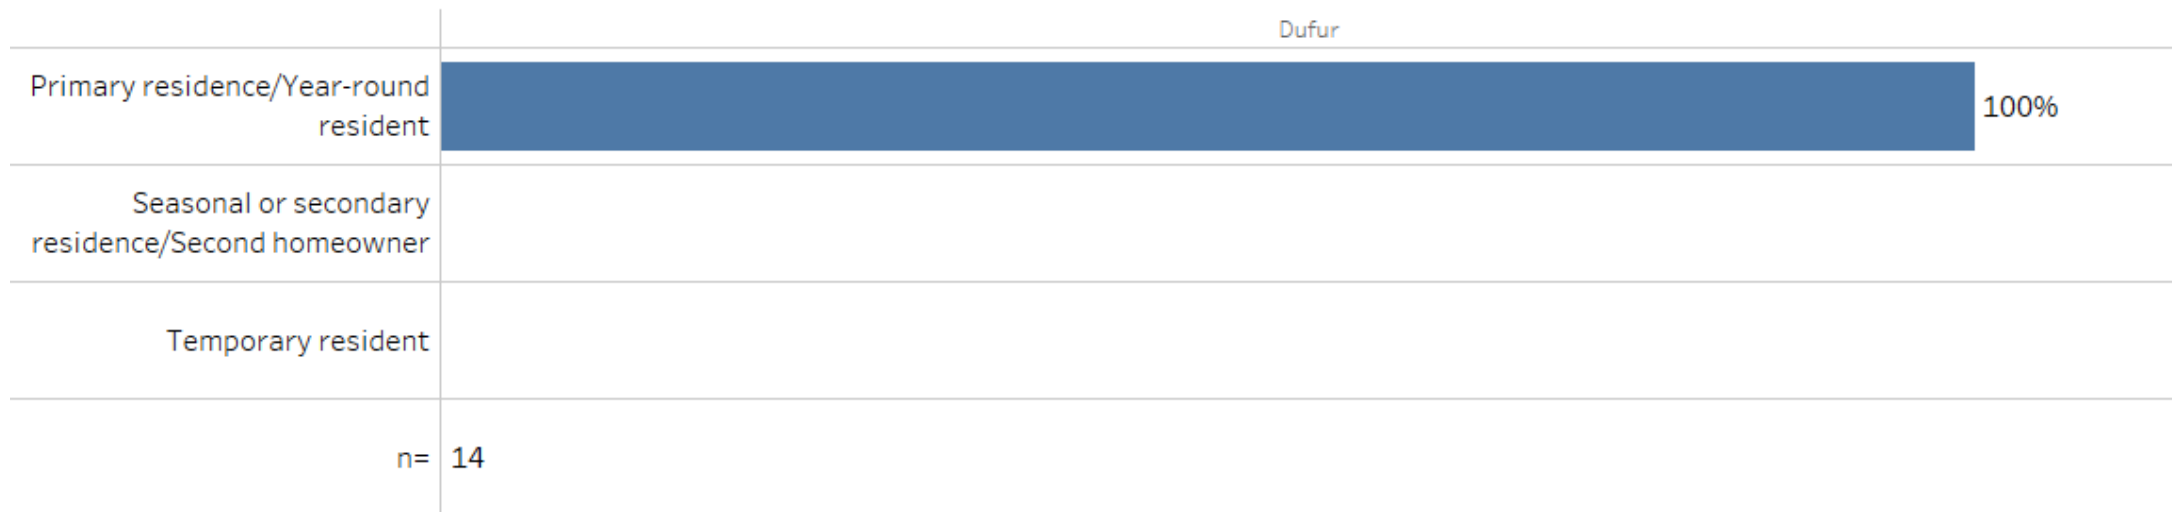 Dufur
Primary residence/Year-round
resident
100%
Seasonal or secondary
residence/Second homeowner
Temporary resident
n= 14